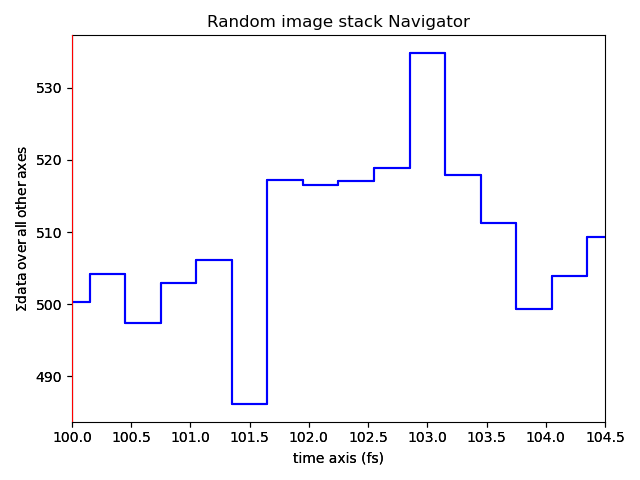 Random image stack Navigator
530
520
510
500
490
Σdata over all other axes
100.0 100.5 101.0 101.5 102.0 102.5 103.0 103.5 104.0 104.5
time axis (fs)